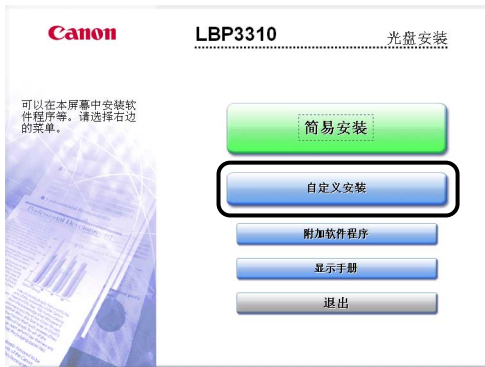 Canon
LBP3310
光盘安装
可以在本屏幕中安装软
件程序等。请选择右边
的菜单。
简易安装
自定义安装
附加软件程序
显示手册
退出